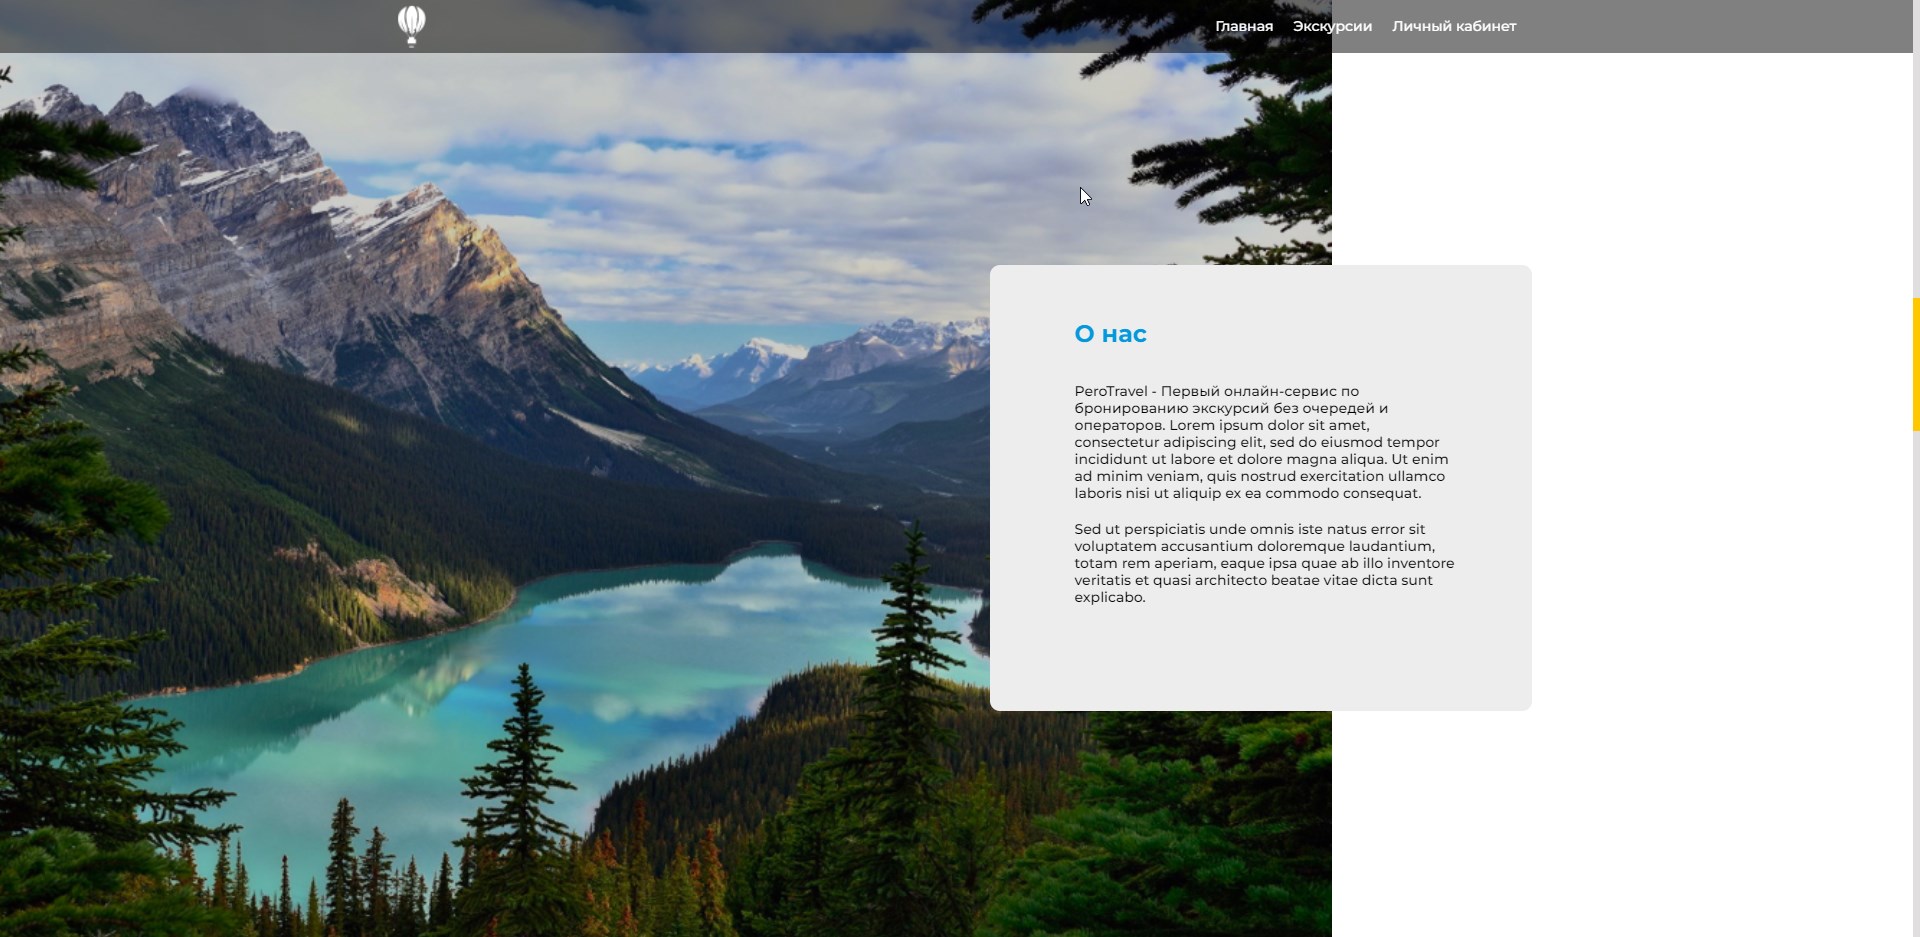 Главная Экскурсии Личный кабинет
О нас
PeroTravel - Первый онлайн-сервис по
бронированию экскурсий без очередей и
операторов. Lorem ipsum dolor sit amet,
consectetur adipiscing elit, sed do eiusmod tempor
incididunt ut labore et dolore magna aliqua. Ut enim
ad minim veniam, quis nostrud exercitation ullamco
laboris nisi ut aliquip ex ea commodo consequat.
Sed ut perspiciatis unde omnis iste natus error sit
voluptatem accusantium doloremque laudantium,
totam rem aperiam, eaque ipsa quae ab illo inventore
veritatis et quasi architecto beatae vitae dicta sunt
explicabo.